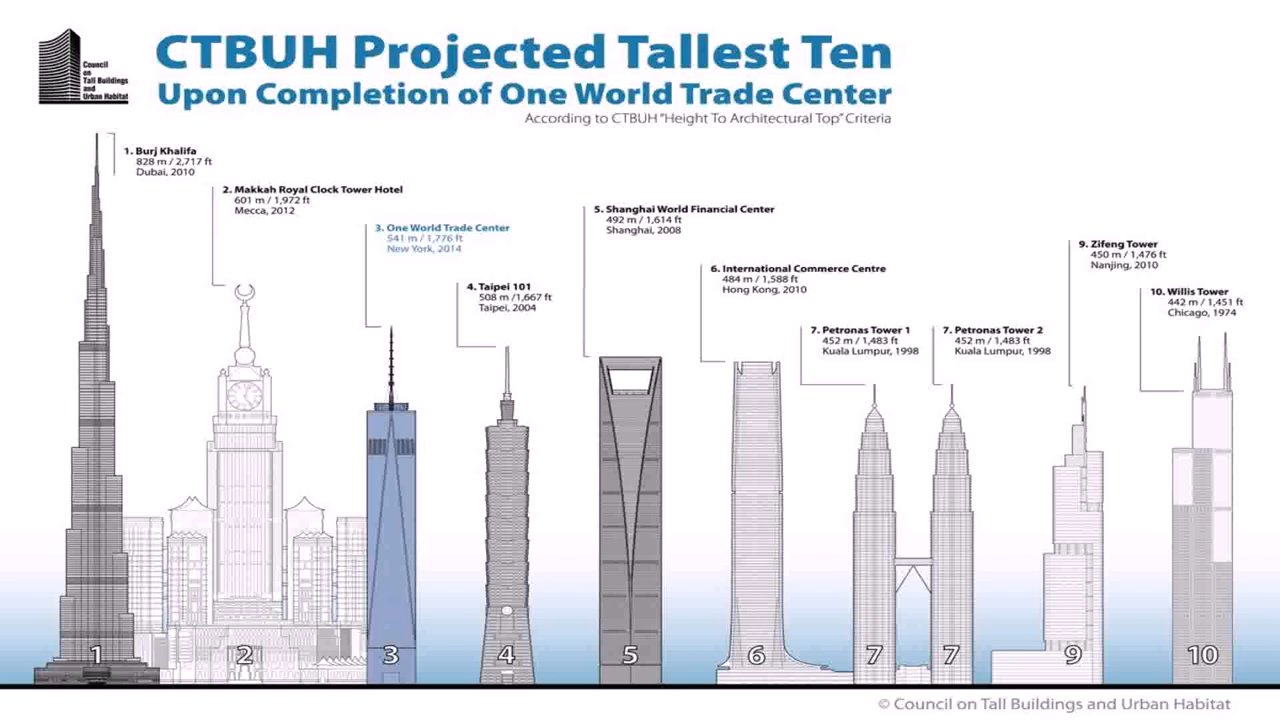 Council
on
Tall Buildings
and
Urban Habitat
CTBUH Projected Tallest Ten
Upon Completion of One World Trade Center
According to CTBUH "Height To Architectural Top" Criteria
1. Burj Khalifa
828 m / 2,717 ft
Dubai, 2010
2. Makkah Royal Clock Tower Hotel
601 m / 1,972 ft
Mecca, 2012
3. One World Trade Center
541 m / 1,776 ft
New York, 2014
4. Taipei 101
508 m /1,667 ft
Taipei, 2004
5. Shanghai World Financial Center
492 m / 1,614 ft
Shanghai, 2008
6. International Commerce Centre
484 m / 1,588 ft
Hong Kong, 2010
7. Petronas Tower 1
452 m / 1,483 ft
Kuala Lumpur, 1998
7. Petronas Tower 2
452 m / 1,483 ft
Kuala Lumpur, 1998
9. Zifeng Tower
450 m / 1,476 ft
Nanjing, 2010
10. Willis Tower
442 m / 1,451 ft
Chicago, 1974
1 2 3 4 5 6 7 7 9 10
© Council on Tall Buildings and Urban Habitat